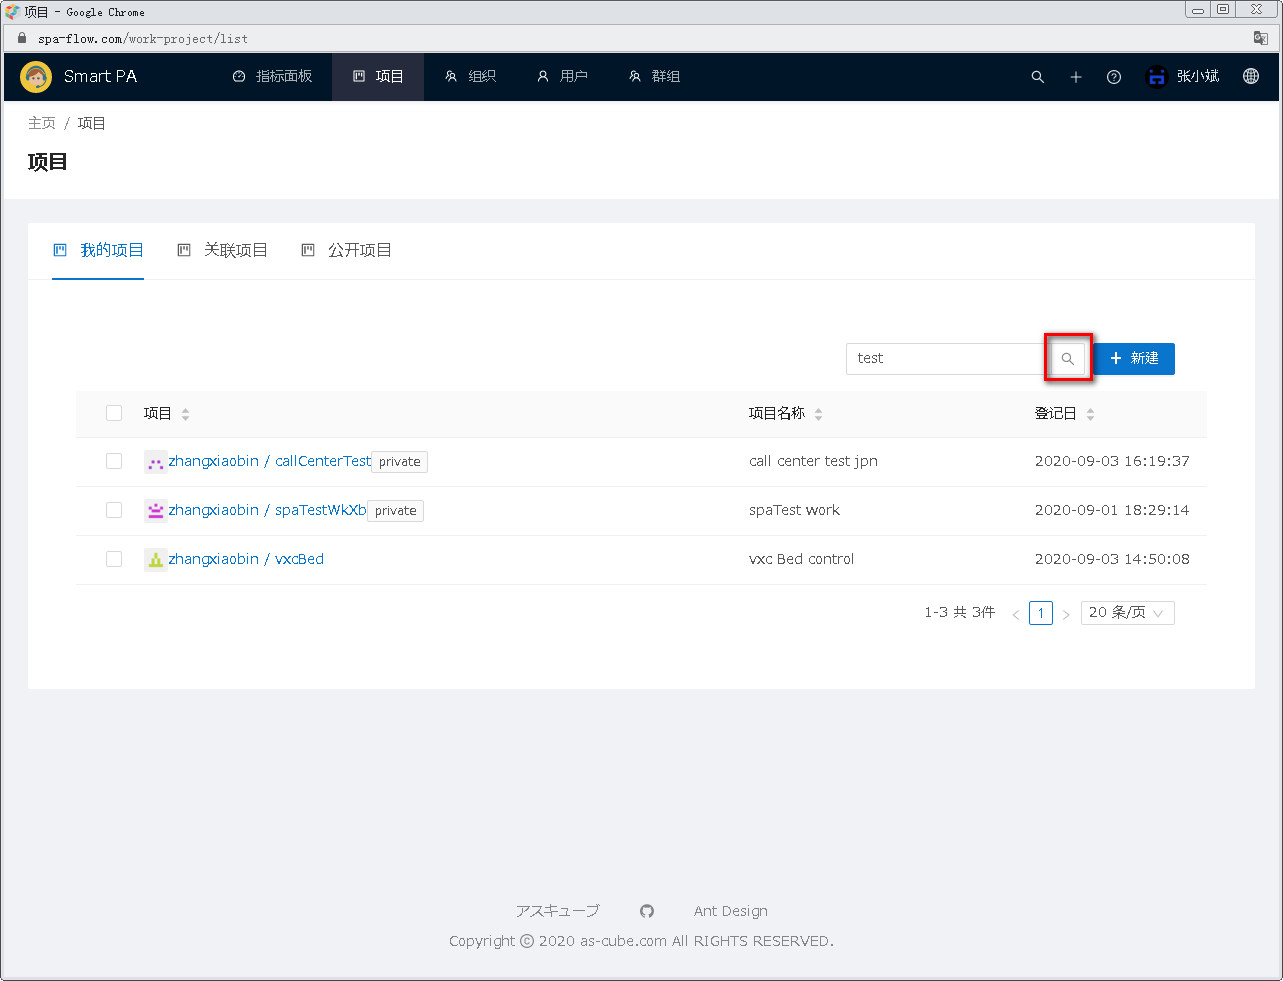 项目 - Google Chrome
spa-flow.com/work-project/list
Smart PA 指标面板 项目 组织 用户 群组 张小斌
主页 / 项目
项目
我的项目 关联项目 公开项目
test 新建
项目 项目名称 登记日
zhangxiaobin / callCenterTest private call center test jpn 2020-09-03 16:19:37
zhangxiaobin / spaTestWkXb private spaTest work 2020-09-01 18:29:14
zhangxiaobin / vxcBed vxc Bed control 2020-09-03 14:50:08
1-3 共 3件 < 1 > 20 条/页
アスキューブ Ant Design
Copyright © 2020 as-cube.com All RIGHTS RESERVED.